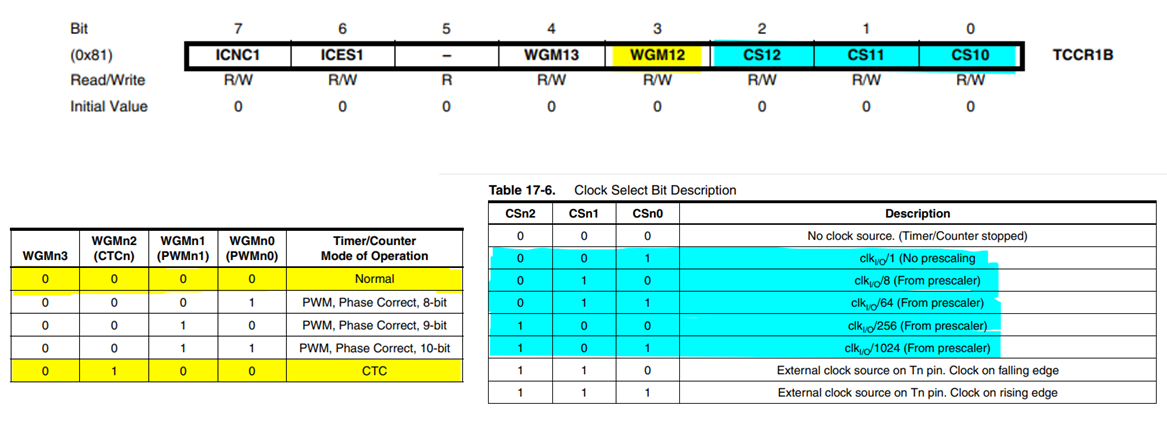 Bit 7 6 5 4 3 2 1 0
(0x81) ICNC1 ICES1 – WGM13 WGM12 CS12 CS11 CS10 TCCR1B
Read/Write R/W R/W R R/W R/W R/W R/W R/W
Initial Value 0 0 0 0 0 0 0 0
Table 17-6. Clock Select Bit Description
CSn2 CSn1 CSn0 Description
0 0 0 No clock source. (Timer/Counter stopped)
0 0 1 clkI/O/1 (No prescaling
0 1 0 clkI/O/8 (From prescaler)
0 1 1 clkI/O/64 (From prescaler)
1 0 0 clkI/O/256 (From prescaler)
1 0 1 clkI/O/1024 (From prescaler)
1 1 0 External clock source on Tn pin. Clock on falling edge
1 1 1 External clock source on Tn pin. Clock on rising edge
WGMn2 WGMn1 WGMn0 Timer/Counter
WGMn3 (CTCn) (PWMn1) (PWMn0) Mode of Operation
0 0 0 0 Normal
0 0 0 1 PWM, Phase Correct, 8-bit
0 0 1 0 PWM, Phase Correct, 9-bit
0 0 1 1 PWM, Phase Correct, 10-bit
0 1 0 0 CTC